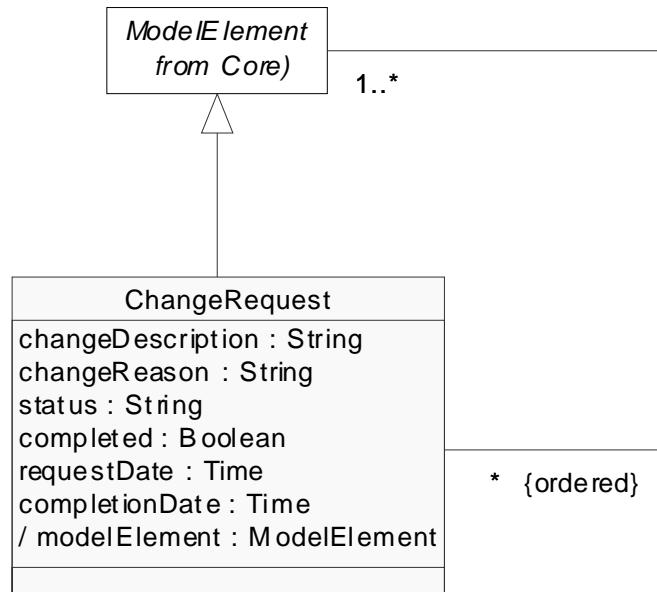 ModelElement
from Core)
1..*
ChangeRequest
changeDescription : String
changeReason : String
status : String
completed : Boolean
requestDate : Time
completionDate : Time
/ modelElement : ModelElement
* {ordered}